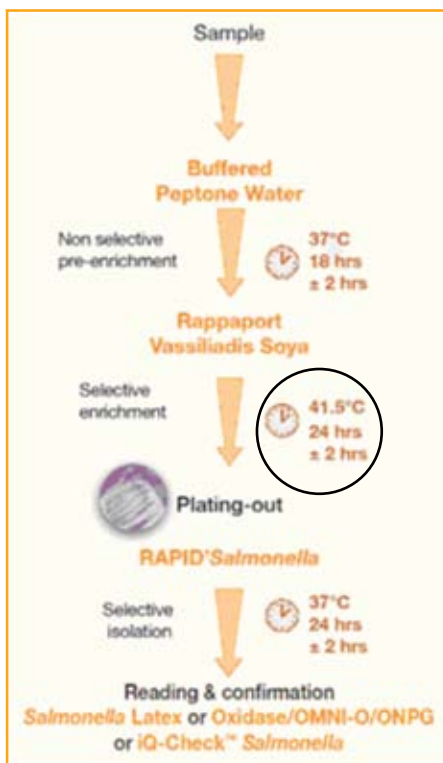 Sample
Buffered
Peptone Water
Non selective
pre-enrichment
37°C
18 hrs
± 2 hrs
Rappaport
Vassiliadis Soya
Selective
enrichment
41.5°C
24 hrs
± 2 hrs
Plating-out
RAPID'Salmonella
Selective
isolation
37°C
24 hrs
± 2 hrs
Reading & confirmation
Salmonella Latex or Oxidase/OMNI-O/ONPG
or iQ-Check™ Salmonella